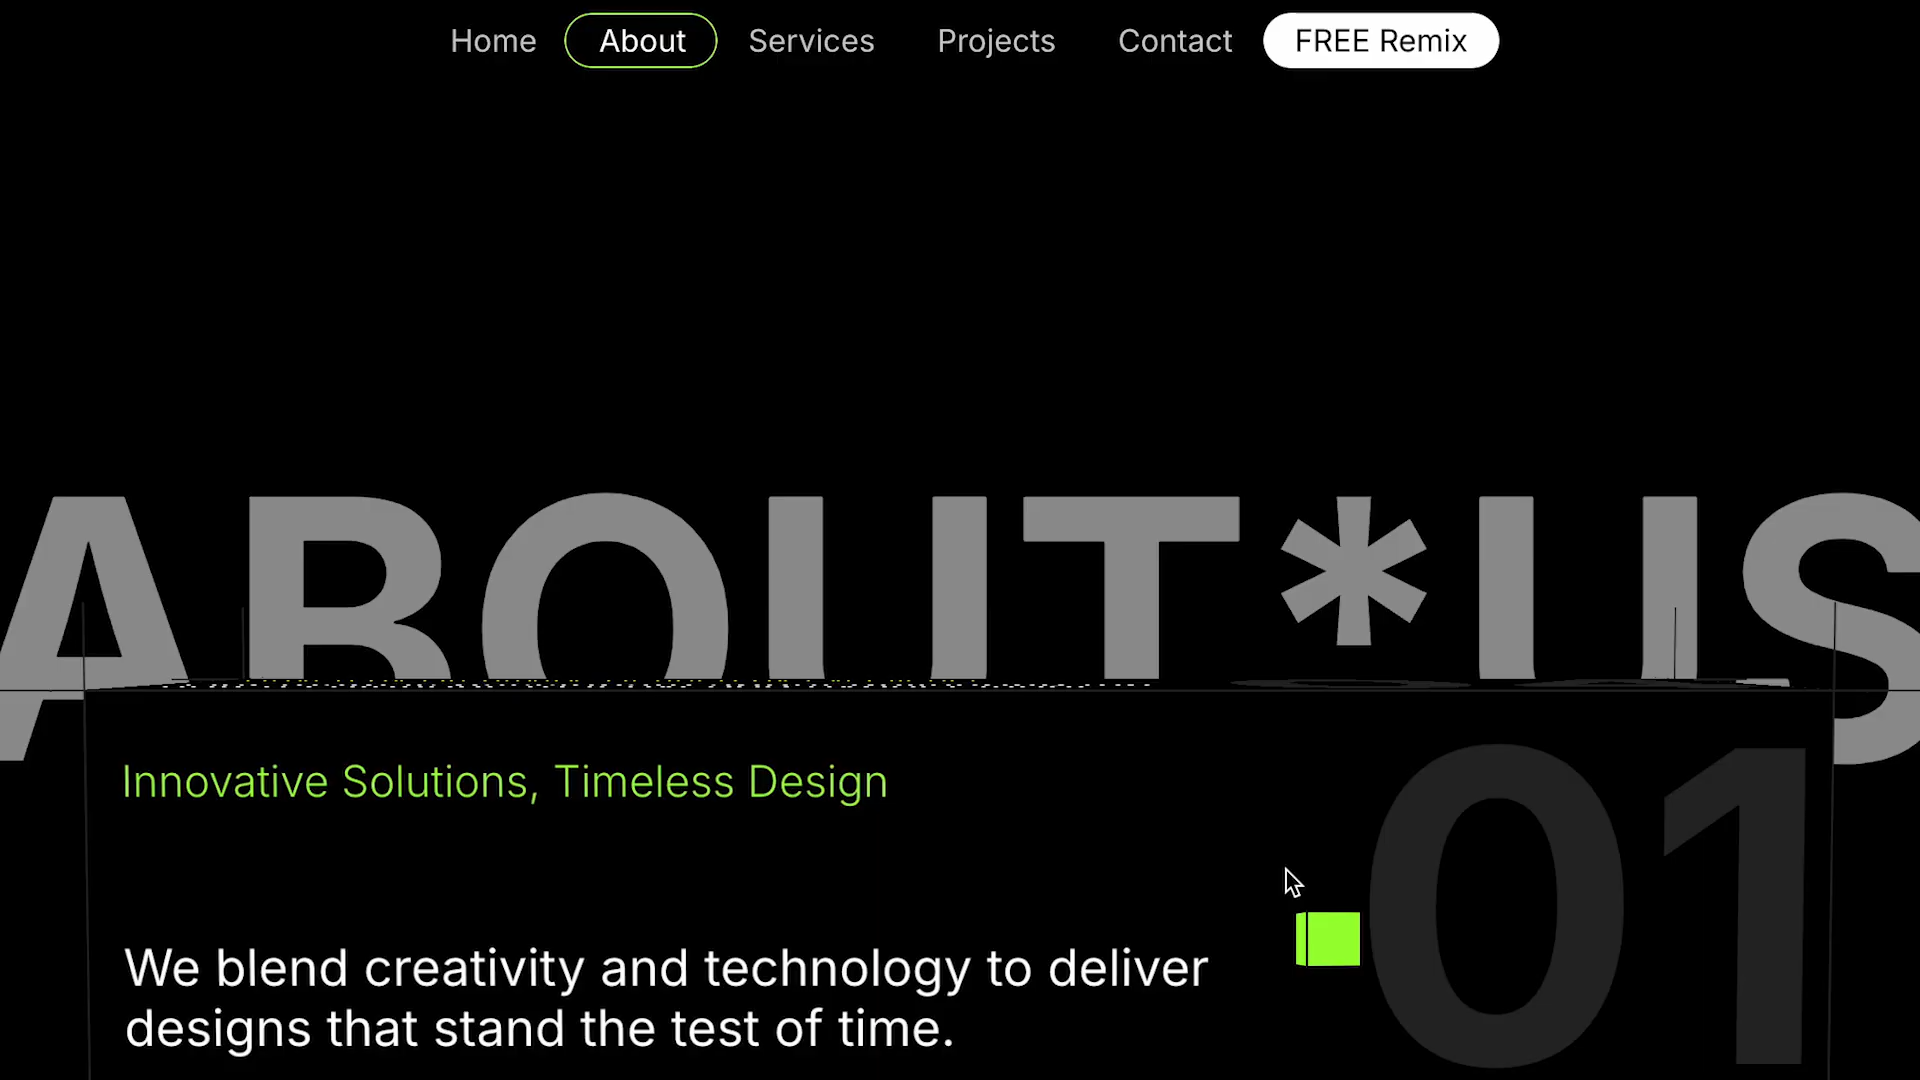 Home About Services Projects Contact FREE Remix
ABOUT*US
Innovative Solutions, Timeless Design
01
We blend creativity and technology to deliver
designs that stand the test of time.